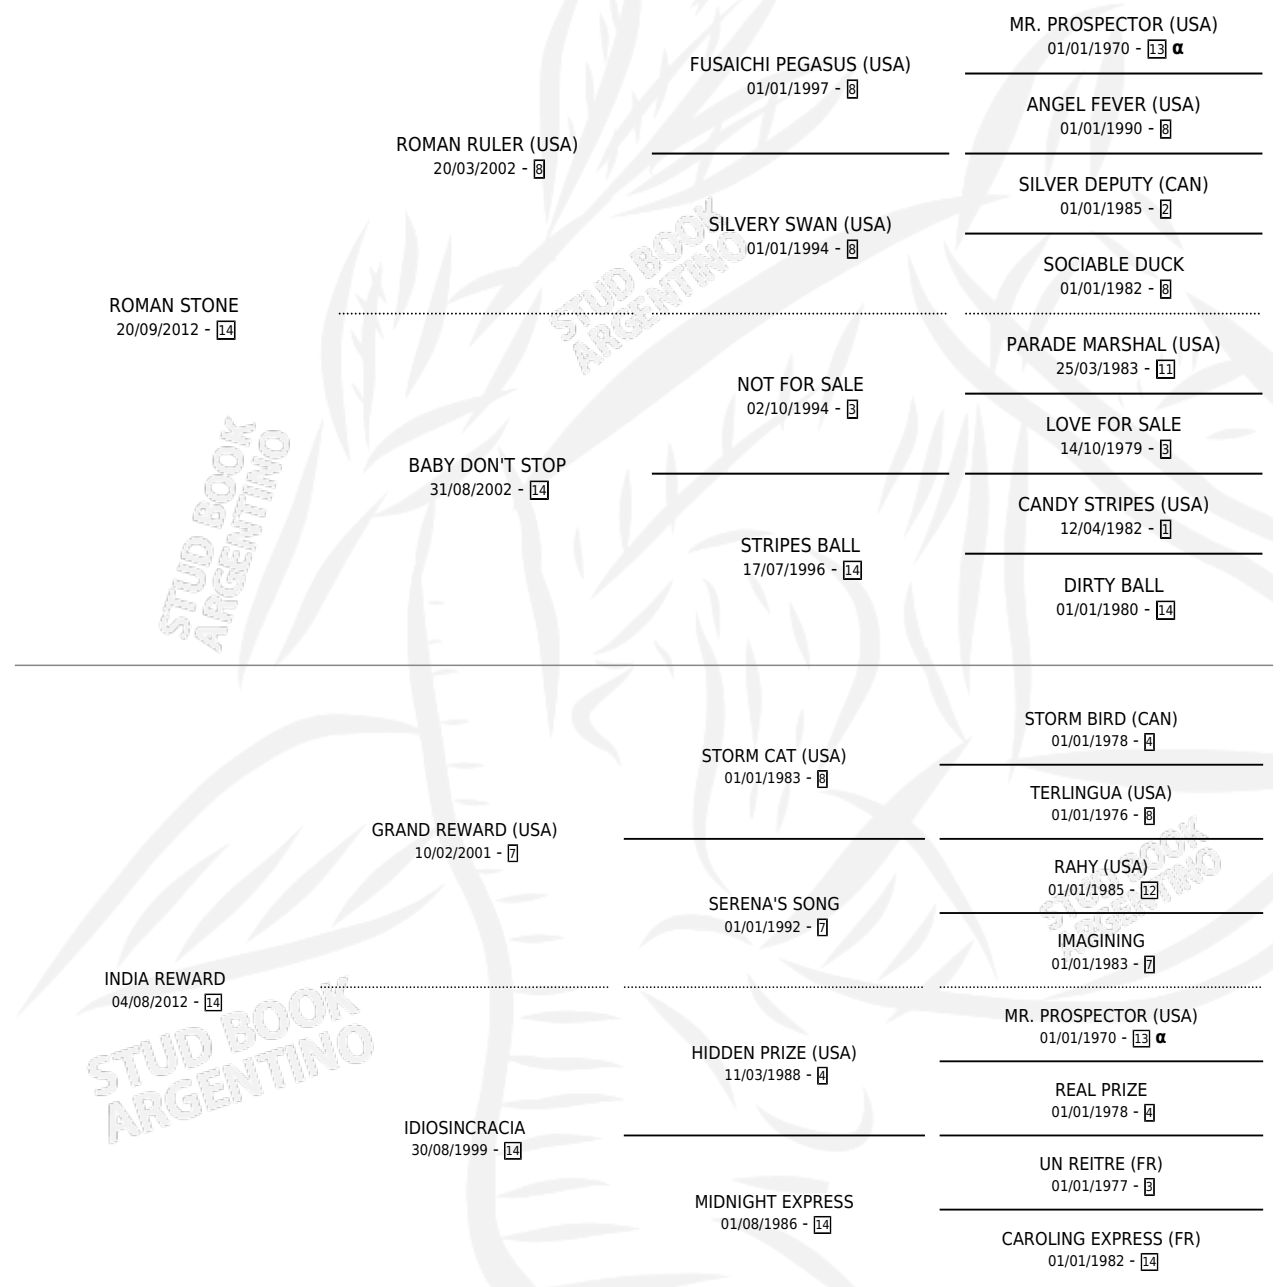 MR. PROSPECTOR (USA)
01/01/1970 - 13 α
FUSAICHI PEGASUS (USA)
01/01/1997 - 8
ANGEL FEVER (USA)
01/01/1990 - 8
ROMAN RULER (USA)
20/03/2002 - 8
SILVER DEPUTY (CAN)
01/01/1985 - 2
SILVERY SWAN (USA)
01/01/1994 - 8
SOCIABLE DUCK
01/01/1982 - 8
ROMAN STONE
20/09/2012 - 14
PARADE MARSHAL (USA)
25/03/1983 - 11
NOT FOR SALE
02/10/1994 - 3
LOVE FOR SALE
14/10/1979 - 3
BABY DON'T STOP
31/08/2002 - 14
CANDY STRIPES (USA)
12/04/1982 - 1
STRIPES BALL
17/07/1996 - 14
DIRTY BALL
01/01/1980 - 14
STORM BIRD (CAN)
01/01/1978 - 4
STORM CAT (USA)
01/01/1983 - 8
TERLINGUA (USA)
01/01/1976 - 8
GRAND REWARD (USA)
10/02/2001 - 7
RAHY (USA)
01/01/1985 - 12
SERENA'S SONG
01/01/1992 - 7
IMAGINING
01/01/1983 - 7
INDIA REWARD
04/08/2012 - 14
MR. PROSPECTOR (USA)
01/01/1970 - 13 α
HIDDEN PRIZE (USA)
11/03/1988 - 4
REAL PRIZE
01/01/1978 - 4
IDIOSINCRACIA
30/08/1999 - 14
UN REITRE (FR)
01/01/1977 - 3
MIDNIGHT EXPRESS
01/08/1986 - 14
CAROLING EXPRESS (FR)
01/01/1982 - 14
STUD BOOK
ARGENTINO
STUD BOOK
ARGENTINO
STUD BOOK
ARGENTINO
STUD BOOK
ARGENTINO